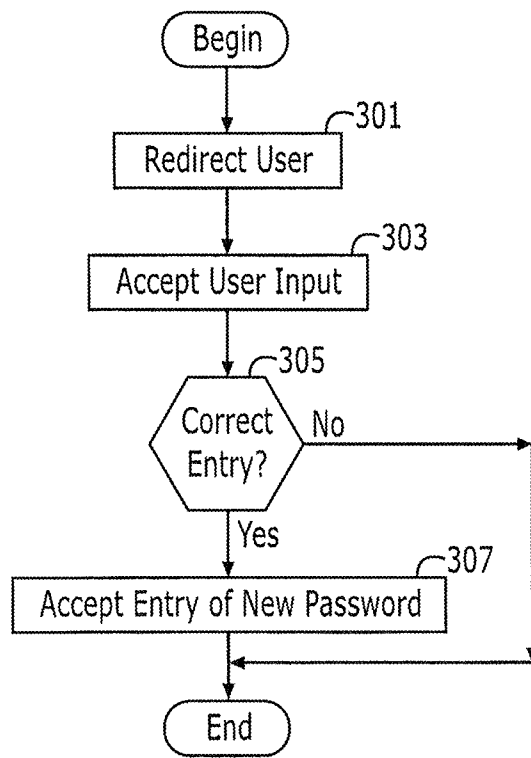 Begin
301
Redirect User
303
Accept User Input
305
Correct
Entry?
No
Yes
307
Accept Entry of New Password
End